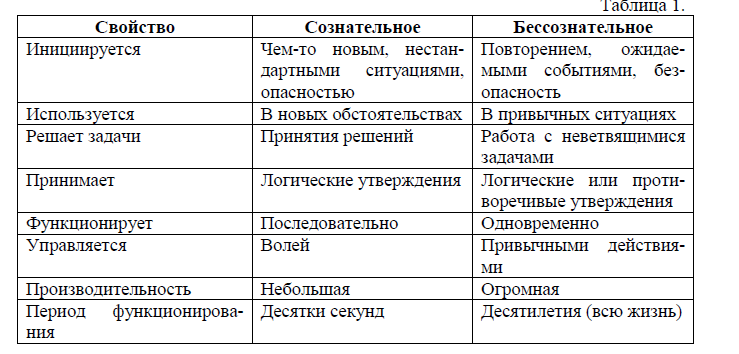 Таблица 1.
Свойство Сознательное Бессознательное
Инициируется Чем-то новым, нестан- Повторением, ожидае-
дартными ситуациями, мыми событиями, без-
опасностью опасность
Используется В новых обстоятельствах В привычных ситуациях
Решает задачи Принятия решений Работа с неветвящимися
задачами
Принимает Логические утверждения Логические или проти-
воречивые утверждения
Функционирует Последовательно Одновременно
Управляется Волей Привычными действия-
ми
Производительность Небольшая Огромная
Период функционирова- Десятки секунд Десятилетия (всю жизнь)
ния